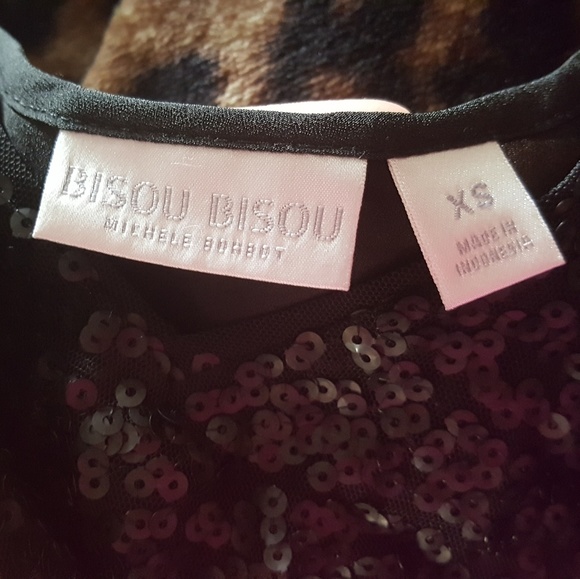 BISOU BISOU
MICHELE BOHBOT
XS
MADE IN
INDONESIA